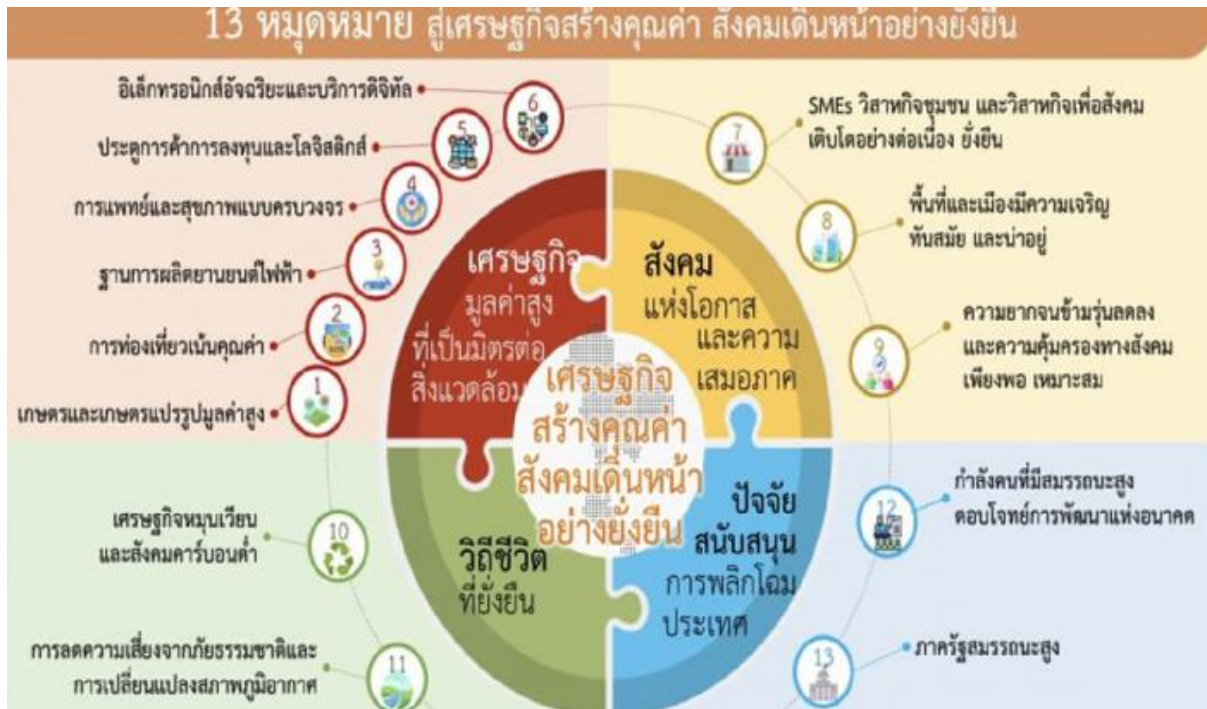 13 หมุดหมาย สู่เศรษฐกิจสร้างคุณค่า สังคมเดินหน้าอย่างยั่งยืน
6
อิเล็กทรอนิกส์อัจฉริยะและบริการดิจิทัล
5
ประตูการค้าการลงทุนและโลจิสติกส์
4
การแพทย์และสุขภาพแบบครบวงจร
3
ฐานการผลิตยานยนต์ไฟฟ้า
2
การท่องเที่ยวเน้นคุณค่า
1
เกษตรและเกษตรแปรรูปมูลค่าสูง
เศรษฐกิจ
มูลค่าสูง
ที่เป็นมิตรต่อ
สิ่งแวดล้อม
สังคม
แห่งโอกาส
และความ
เสมอภาค
7
SMEs วิสาหกิจชุมชน และวิสาหกิจเพื่อสังคม
เติบโตอย่างต่อเนื่อง ยั่งยืน
8
พื้นที่และเมืองมีความเจริญ
ทันสมัย และน่าอยู่
9
ความยากจนข้ามรุ่นลดลง
และความคุ้มครองทางสังคม
เพียงพอ เหมาะสม
เศรษฐกิจ
สร้างคุณค่า
สังคมเดินหน้า
อย่างยั่งยืน
10
เศรษฐกิจหมุนเวียน
และสังคมคาร์บอนต่ำ
11
การลดความเสี่ยงจากภัยธรรมชาติและ
การเปลี่ยนแปลงสภาพภูมิอากาศ
วิถีชีวิต
ที่ยั่งยืน
ปัจจัย
สนับสนุน
การพลิกโฉม
ประเทศ
12
กำลังคนที่มีสมรรถนะสูง
ตอบโจทย์การพัฒนาแห่งอนาคต
13
ภาครัฐสมรรถนะสูง